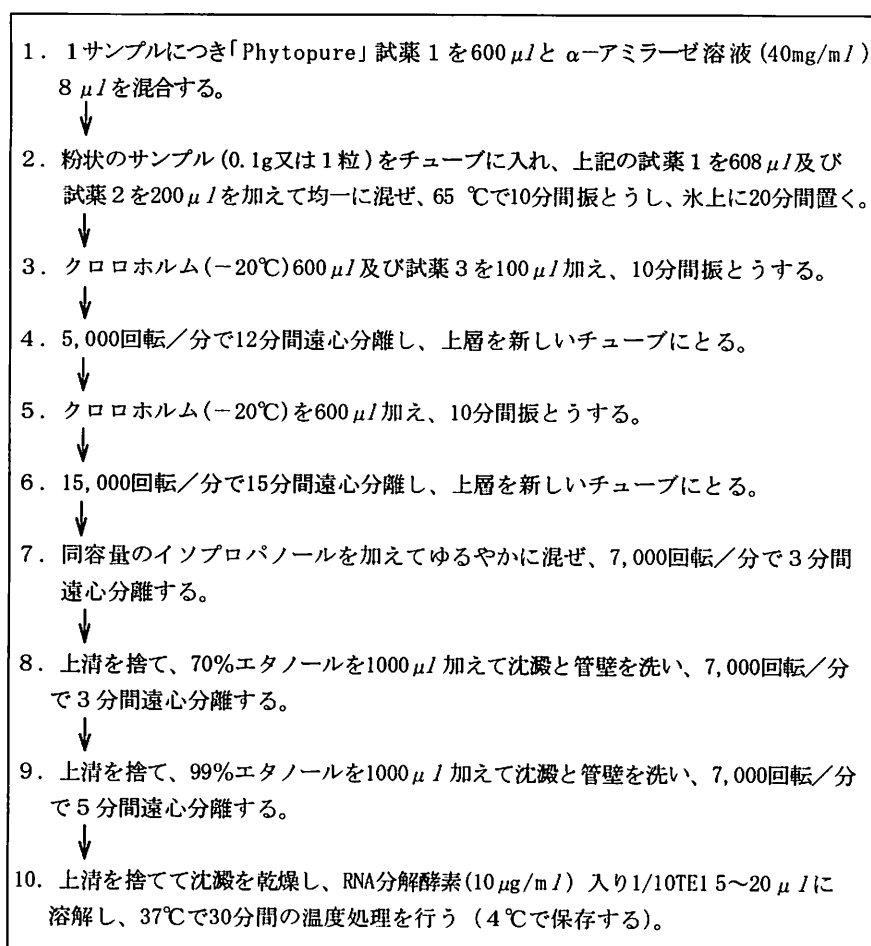 1. 1サンプルにつき「Phytopure」試薬1を600μlとα-アミラーゼ溶液(40mg/ml)
8μlを混合する。
↓
2. 粉状のサンプル(0.1g又は1粒)をチューブに入れ、上記の試薬1を608μl及び
試薬2を200μlを加えて均一に混ぜ、65 ℃で10分間振とうし、氷上に20分間置く。
↓
3. クロロホルム(-20℃)600μl及び試薬3を100μl加え、10分間振とうする。
↓
4. 5,000回転/分で12分間遠心分離し、上層を新しいチューブにとる。
↓
5. クロロホルム(-20℃)を600μl加え、10分間振とうする。
↓
6. 15,000回転/分で15分間遠心分離し、上層を新しいチューブにとる。
↓
7. 同容量のイソプロパノールを加えてゆるやかに混ぜ、7,000回転/分で3分間
遠心分離する。
↓
8. 上清を捨て、70%エタノールを1000μl加えて沈澱と管壁を洗い、7,000回転/分
で3分間遠心分離する。
↓
9. 上清を捨て、99%エタノールを1000μl加えて沈澱と管壁を洗い、7,000回転/分
で5分間遠心分離する。
↓
10. 上清を捨てて沈澱を乾燥し、RNA分解酵素(10μg/ml) 入り1/10TE1 5〜20μlに
溶解し、37℃で30分間の温度処理を行う (4℃で保存する)。